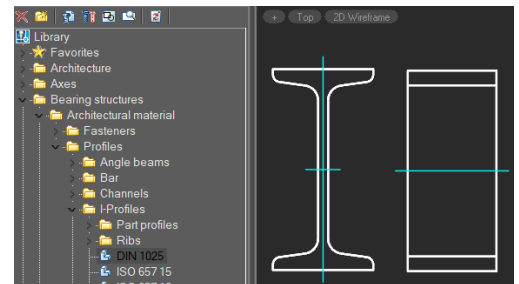 + Top 2D Wireframe
Library
Favorites
Architecture
Axes
Bearing structures
Architectural material
Fasteners
Profiles
Angle beams
Bar
Channels
I-Profiles
Part profiles
Ribs
DIN 1025
ISO 657 15